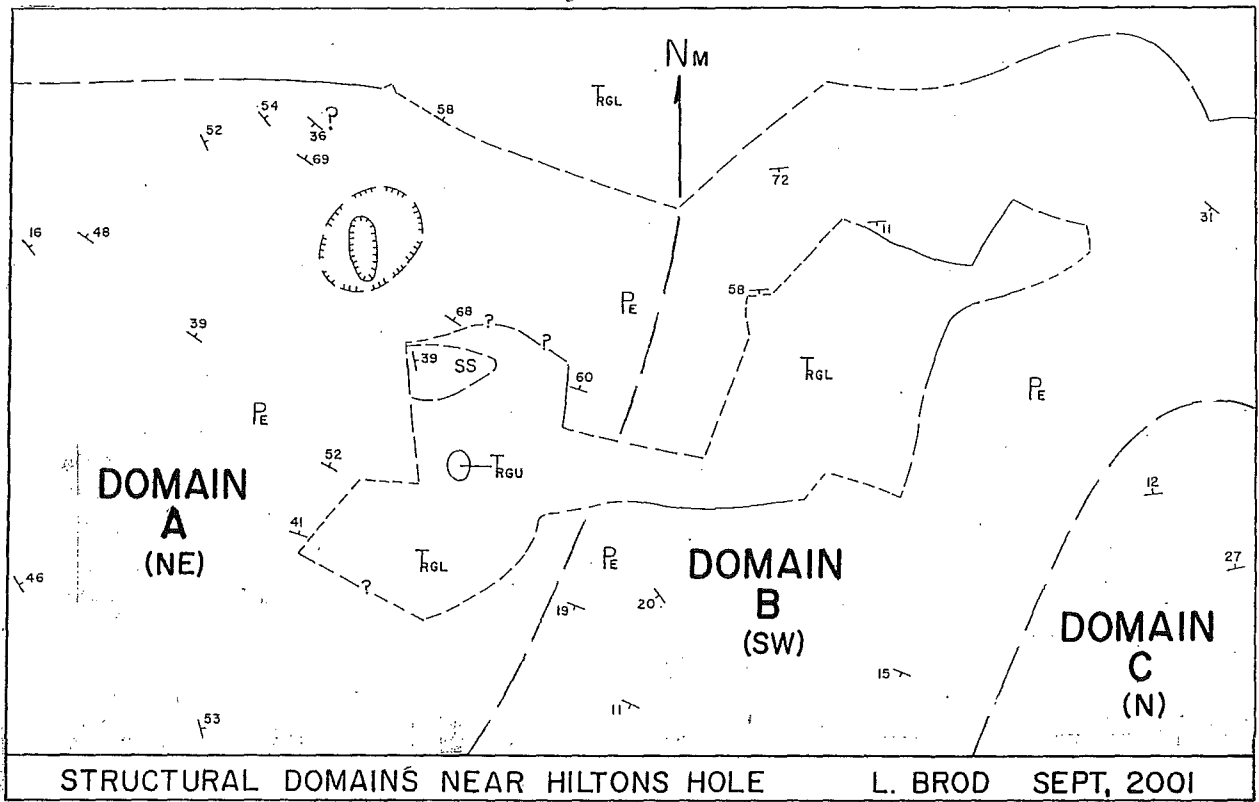 NM
TRGL
58
54
?
52
36
69
72
31
16
48
11
58
PE
39
68
?
?
39
SS
60
TRGL
PE
PE
52
TRGU
12
DOMAIN
A
(NE)
41
TRGL
?
46
PE
DOMAIN
B
(SW)
19
20
27
DOMAIN
C
(N)
15
11
53
STRUCTURAL DOMAINS NEAR HILTONS HOLE L. BROD SEPT, 2001